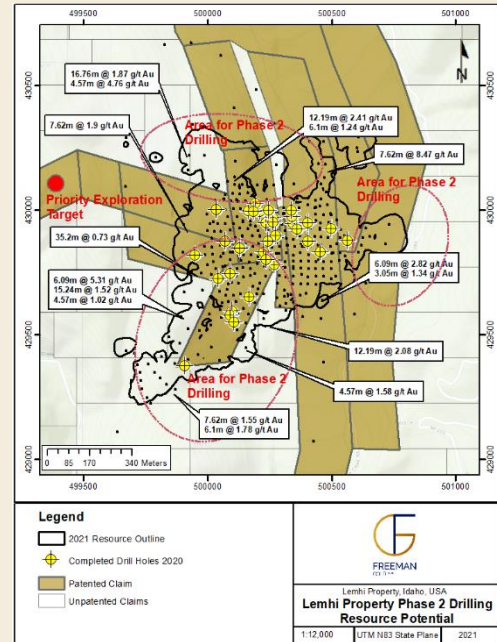 499500 500000 500500 501000
430500
430500
N
16.76m @ 1.87 g/t Au
4.57m @ 4.76 g/t Au
12.19m @ 2.41 g/t Au
6.1m @ 1.24 g/t Au
7.62m @ 1.9 g/t Au
Area for Phase 2
Drilling
7.62m @ 8.47 g/t Au
Area for Phase 2
Drilling
Priority Exploration
Target
430000
430000
35.2m @ 0.73 g/t Au
6.09m @ 5.31 g/t Au
15.24m @ 1.52 g/t Au
4.57m @ 1.02 g/t Au
6.09m @ 2.82 g/t Au
3.05m @ 1.34 g/t Au
429500
429500
12.19m @ 2.08 g/t Au
Area for Phase 2
Drilling
4.57m @ 1.58 g/t Au
7.62m @ 1.55 g/t Au
6.1m @ 1.78 g/t Au
429000
429000
0 85 170 340 Meters
499500 500000 500500 501000
Legend
2021 Resource Outline
Completed Drill Holes 2020
Patented Claim
Unpatented Claims
FREEMAN
GOLD
Lemhi Property, Idaho, USA
Lemhi Property Phase 2 Drilling
Resource Potential
1:12,000 UTM N83 State Plane 2021